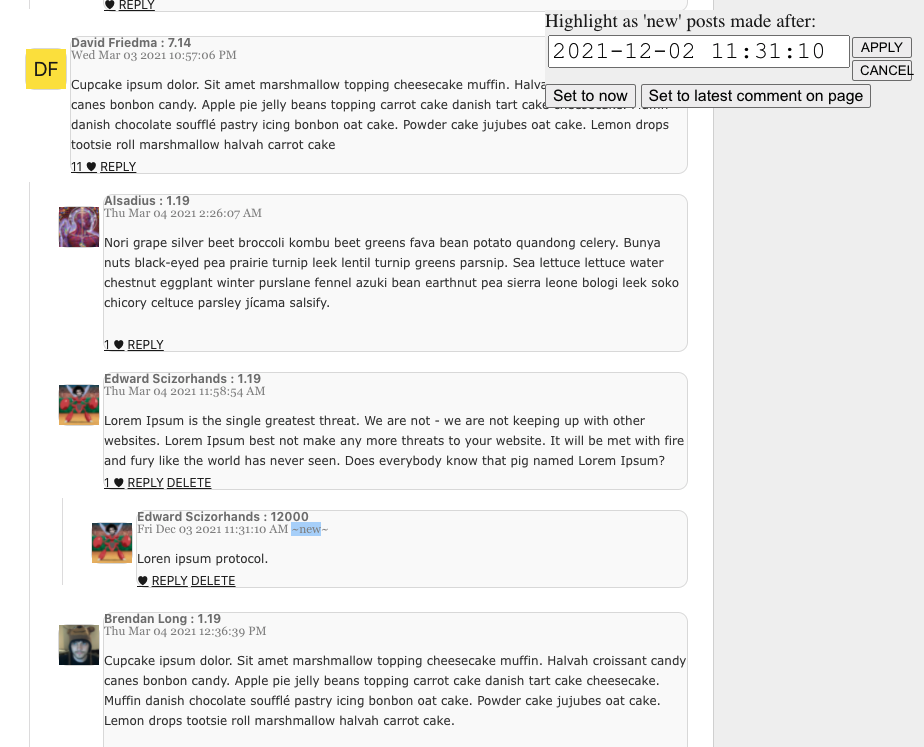 ♥ REPLY
Highlight as 'new' posts made after:
2021-12-02 11:31:10
APPLY
CANCEL
Set to now
Set to latest comment on page
DF
David Friedma : 7.14
Wed Mar 03 2021 10:57:06 PM
Cupcake ipsum dolor. Sit amet marshmallow topping cheesecake muffin.
canes bonbon candy. Apple pie jelly beans topping carrot cake danish tart cake
danish chocolate soufflé pastry icing bonbon oat cake. Powder cake jujubes oat cake. Lemon drops
tootsie roll marshmallow halvah carrot cake
11 ♥ REPLY
Alsadius : 1.19
Thu Mar 04 2021 2:26:07 AM
Nori grape silver beet broccoli kombu beet greens fava bean potato quandong celery. Bunya
nuts black-eyed pea prairie turnip leek lentil turnip greens parsnip. Sea lettuce lettuce water
chestnut eggplant winter purslane fennel azuki bean earthnut pea sierra leone bologi leek soko
chicory celtuce parsley jícama salsify.
1 ♥ REPLY
Edward Scizorhands : 1.19
Thu Mar 04 2021 11:58:54 AM
Lorem Ipsum is the single greatest threat. We are not - we are not keeping up with other
websites. Lorem Ipsum best not make any more threats to your website. It will be met with fire
and fury like the world has never seen. Does everybody know that pig named Lorem Ipsum?
1 ♥ REPLY DELETE
Edward Scizorhands : 12000
Fri Dec 03 2021 11:31:10 AM ~new~
Loren ipsum protocol.
♥ REPLY DELETE
Brendan Long : 1.19
Thu Mar 04 2021 12:36:39 PM
Cupcake ipsum dolor. Sit amet marshmallow topping cheesecake muffin. Halvah croissant candy
canes bonbon candy. Apple pie jelly beans topping carrot cake danish tart cake cheesecake.
Muffin danish chocolate soufflé pastry icing bonbon oat cake. Powder cake jujubes oat cake.
Lemon drops tootsie roll marshmallow halvah carrot cake.